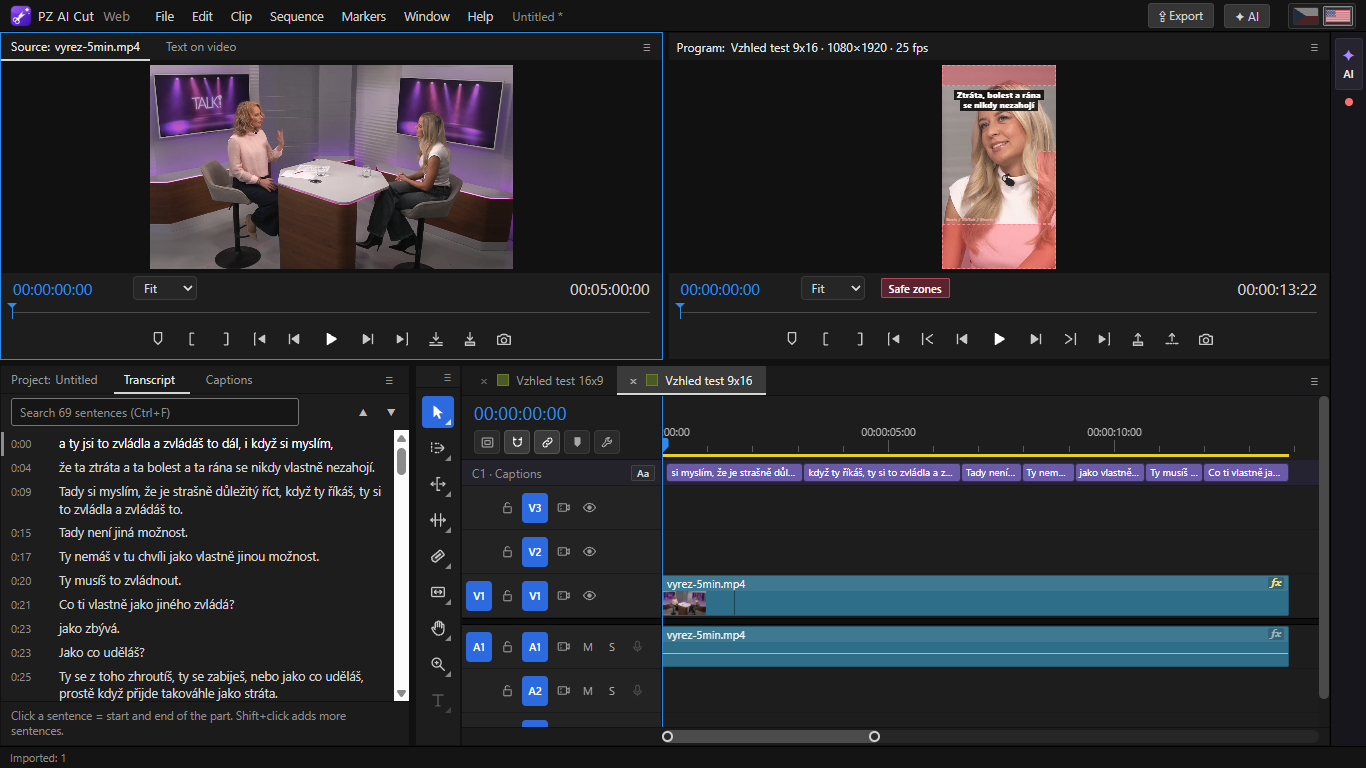 PZ AI Cut Web File Edit Clip Sequence Markers Window Help Untitled * Export AI
Source: vyrez-5min.mp4 Text on video
Program: Vzhled test 9x16 · 1080×1920 · 25 fps
AI
TALK!
Ztráta, bolest a rána
se nikdy nezahojí
00:00:00:00 Fit 00:05:00:00
00:00:00:00 Fit Safe zones 00:00:13:22
Project: Untitled Transcript Captions
Search 69 sentences (Ctrl+F)
0:00 a ty jsi to zvládla a zvládáš to dál, i když si myslím,
0:04 že ta ztráta a ta bolest a ta rána se nikdy vlastně nezahojí.
0:09 Tady si myslím, že je strašně důležitý říct, když ty říkáš, ty si
to zvládla a zvládáš to.
0:15 Tady není jiná možnost.
0:17 Ty nemáš v tu chvíli jako vlastně jinou možnost.
0:20 Ty musíš to zvládnout.
0:21 Co ti vlastně jako jiného zvládá?
0:23 jako zbývá.
0:23 Jako co uděláš?
0:25 Ty se z toho zhroutíš, ty se zabiješ, nebo jako co uděláš,
prostě když přijde takováhle jako stráta.
Click a sentence = start and end of the part. Shift+click adds more
sentences.
T
Vzhled test 16x9 Vzhled test 9x16
00:00:00:00
:00:00 00:00:05:00 00:00:10:00
C1 · Captions Aa
si myslím, že je strašně důl... když ty říkáš, ty si to zvládla a z... Tady není... Ty nem... jako vlastně... Ty musíš ... Co ti vlastně ja...
V3
V2
V1 V1
vyrez-5min.mp4 fx
A1 A1 M S
vyrez-5min.mp4 fx
A2 M S
Imported: 1